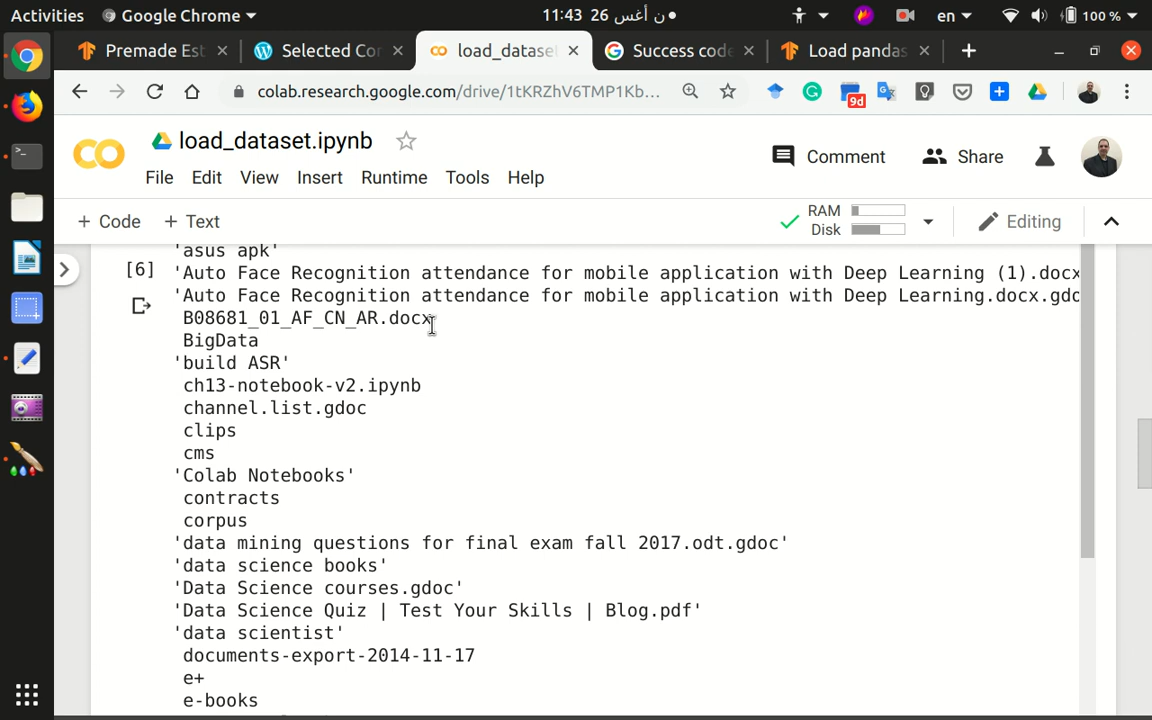 Activities Google Chrome 11:43 26 ن أغس en 100 %
Premade Est Selected Cor load_datase Success code Load pandas
colab.research.google.com/drive/1tKRZhV6TMP1Kb... 9d
load_dataset.ipynb
Comment Share
File Edit View Insert Runtime Tools Help
+ Code + Text RAM Disk Editing
'asus apk'
[6] 'Auto Face Recognition attendance for mobile application with Deep Learning (1).docx
'Auto Face Recognition attendance for mobile application with Deep Learning.docx.gdo
B08681_01_AF_CN_AR.docx
BigData
'build ASR'
ch13-notebook-v2.ipynb
channel.list.gdoc
clips
cms
'Colab Notebooks'
contracts
corpus
'data mining questions for final exam fall 2017.odt.gdoc'
'data science books'
'Data Science courses.gdoc'
'Data Science Quiz | Test Your Skills | Blog.pdf'
'data scientist'
documents-export-2014-11-17
e+
e-books